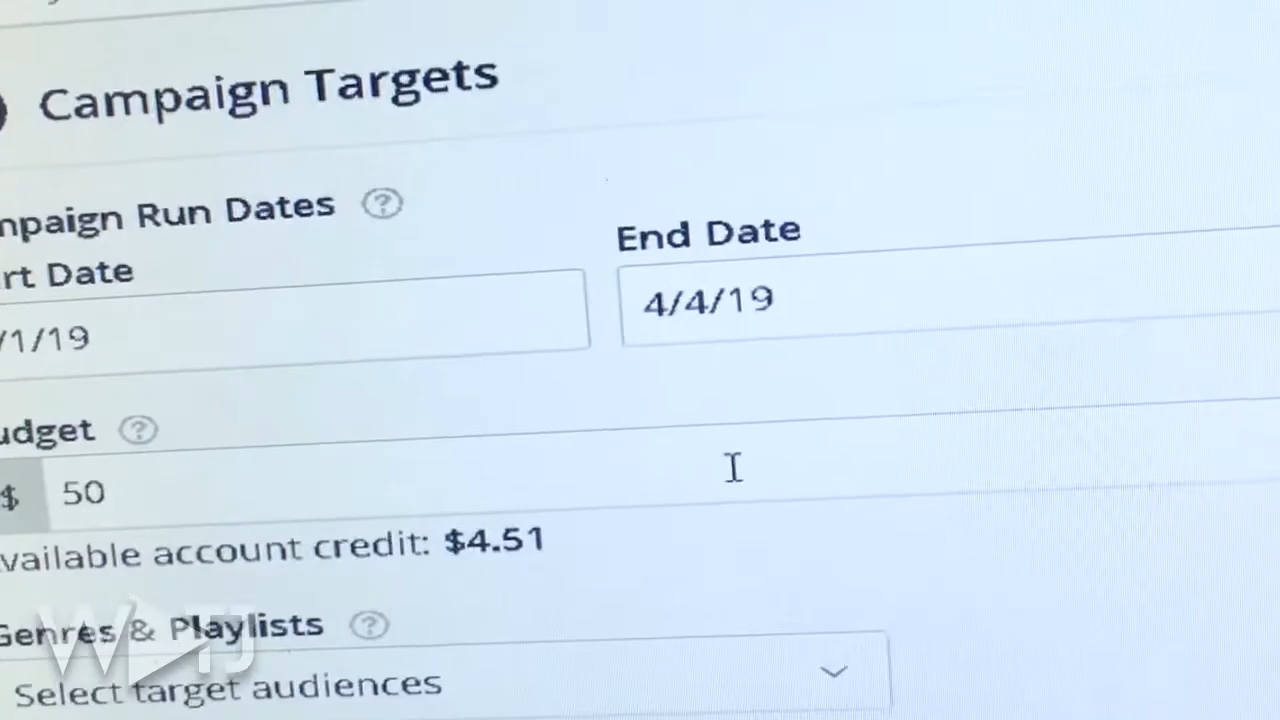 Campaign Targets
mpaign Run Dates ?
rt Date
End Date
/1/19
4/4/19
udget ?
$ 50
vailable account credit: $4.51
Genres & Playlists ?
Select target audiences